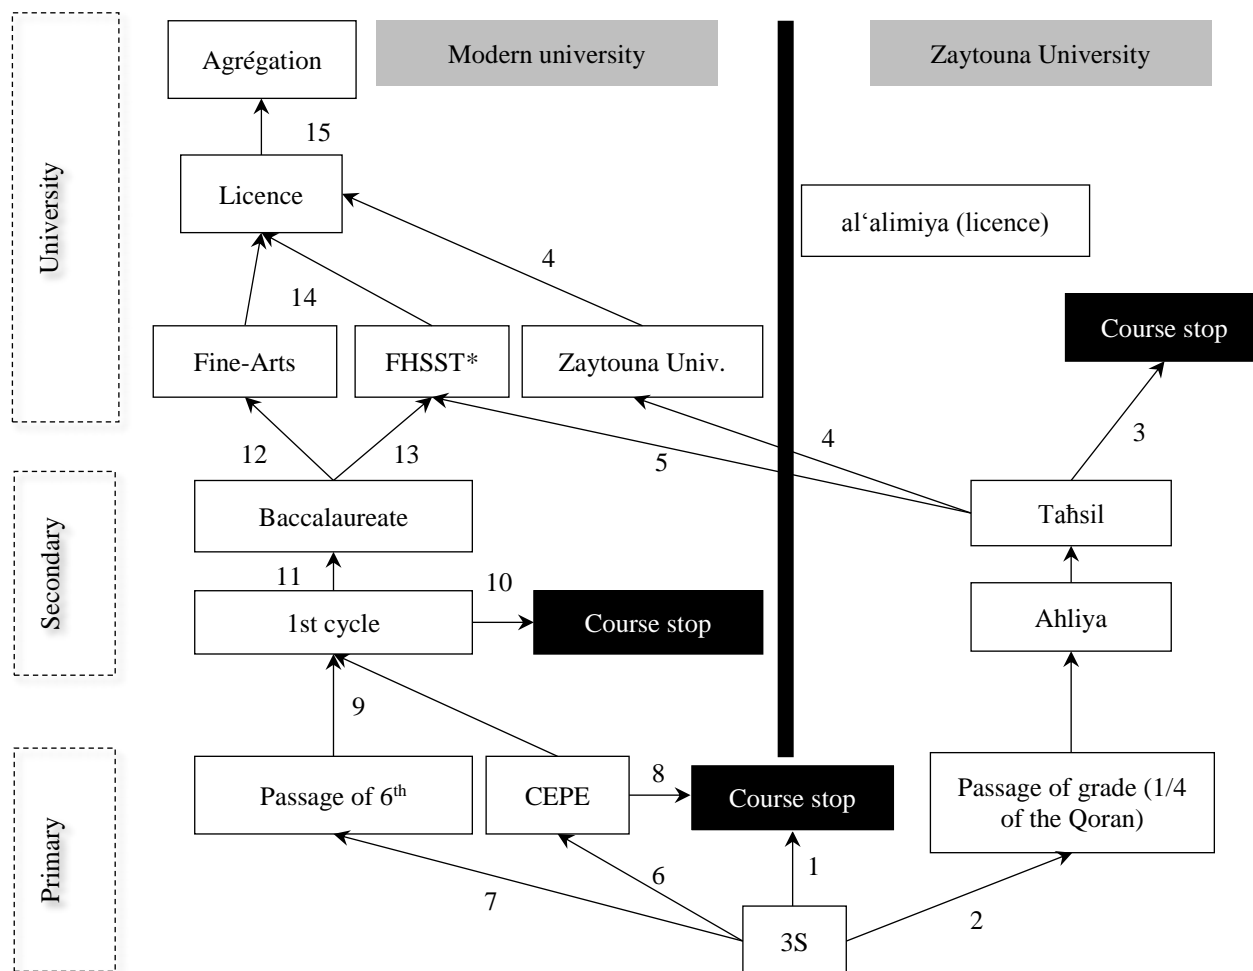 Agrégation
Modern university
Zaytouna University
15
University
Licence
al‘alimiya (licence)
4
14
Course stop
Fine-Arts
FHSST*
Zaytouna Univ.
12
13
5
4
3
Secondary
Baccalaureate
Taħsil
11
10
1st cycle
Course stop
Ahliya
9
Primary
Passage of 6th
CEPE
8
Course stop
Passage of grade (1/4
of the Qoran)
7
6
1
2
3S